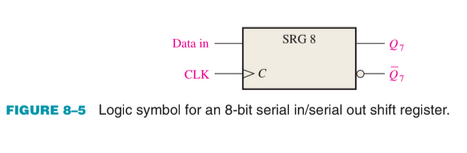 Data in SRG 8 Q7
CLK C Q̅7
FIGURE 8–5 Logic symbol for an 8-bit serial in/serial out shift register.